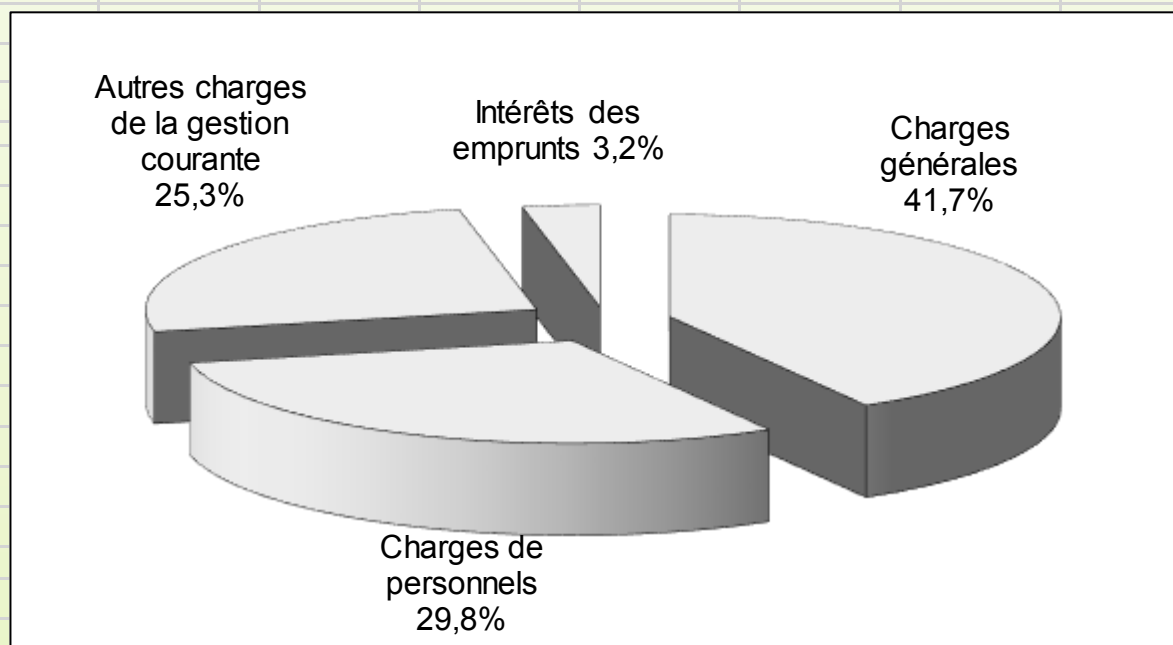 Autres charges
de la gestion
courante
25,3%
Intérêts des
emprunts 3,2%
Charges
générales
41,7%
Charges de
personnels
29,8%